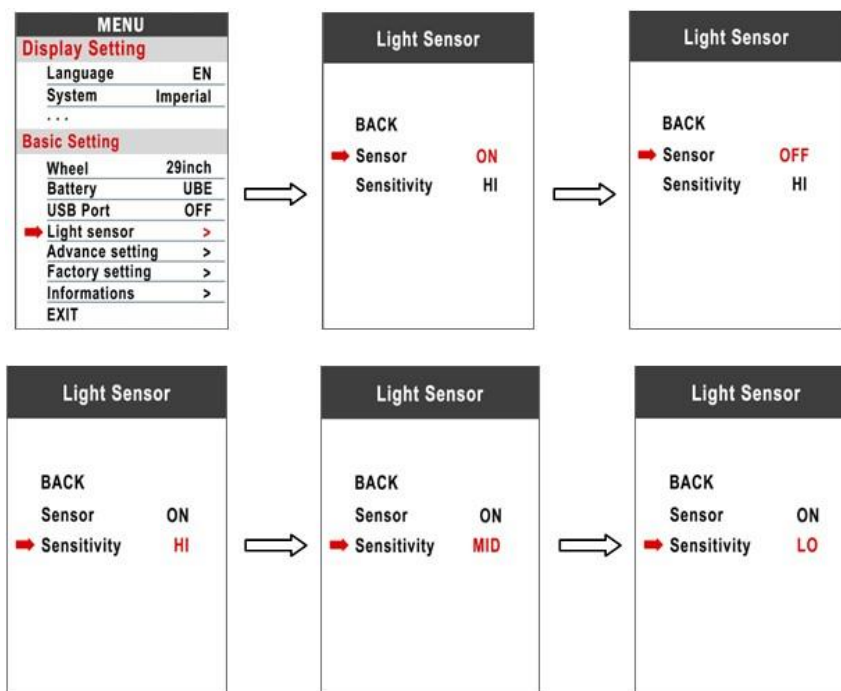 MENU
Display Setting
Language EN
System Imperial
...
Basic Setting
Wheel 29inch
Battery UBE
USB Port OFF
Light sensor >
Advance setting >
Factory setting >
Informations >
EXIT
Light Sensor
BACK
Sensor ON
Sensitivity HI
Light Sensor
BACK
Sensor OFF
Sensitivity HI
Light Sensor
BACK
Sensor ON
Sensitivity HI
Light Sensor
BACK
Sensor ON
Sensitivity MID
Light Sensor
BACK
Sensor ON
Sensitivity LO